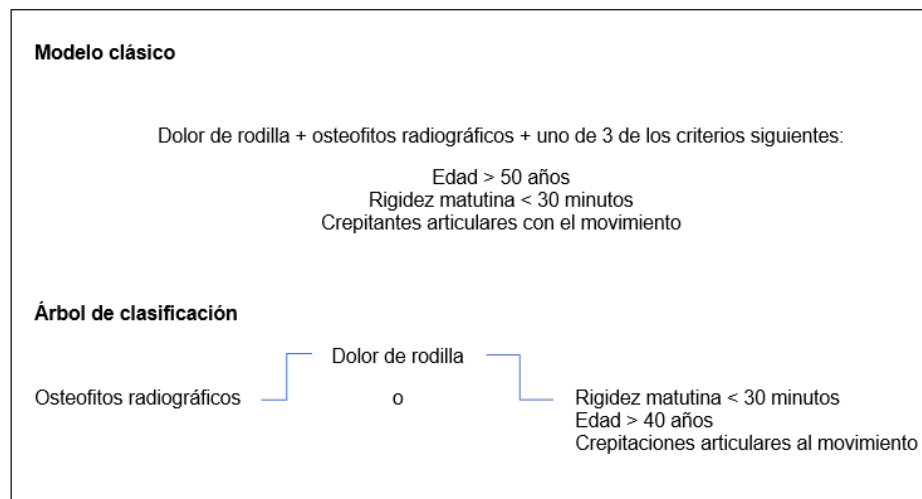 Modelo clásico
Dolor de rodilla + osteofitos radiográficos + uno de 3 de los criterios siguientes:
Edad > 50 años
Rigidez matutina < 30 minutos
Crepitantes articulares con el movimiento
Árbol de clasificación
Dolor de rodilla
Osteofitos radiográficos o Rigidez matutina < 30 minutos
Edad > 40 años
Crepitaciones articulares al movimiento